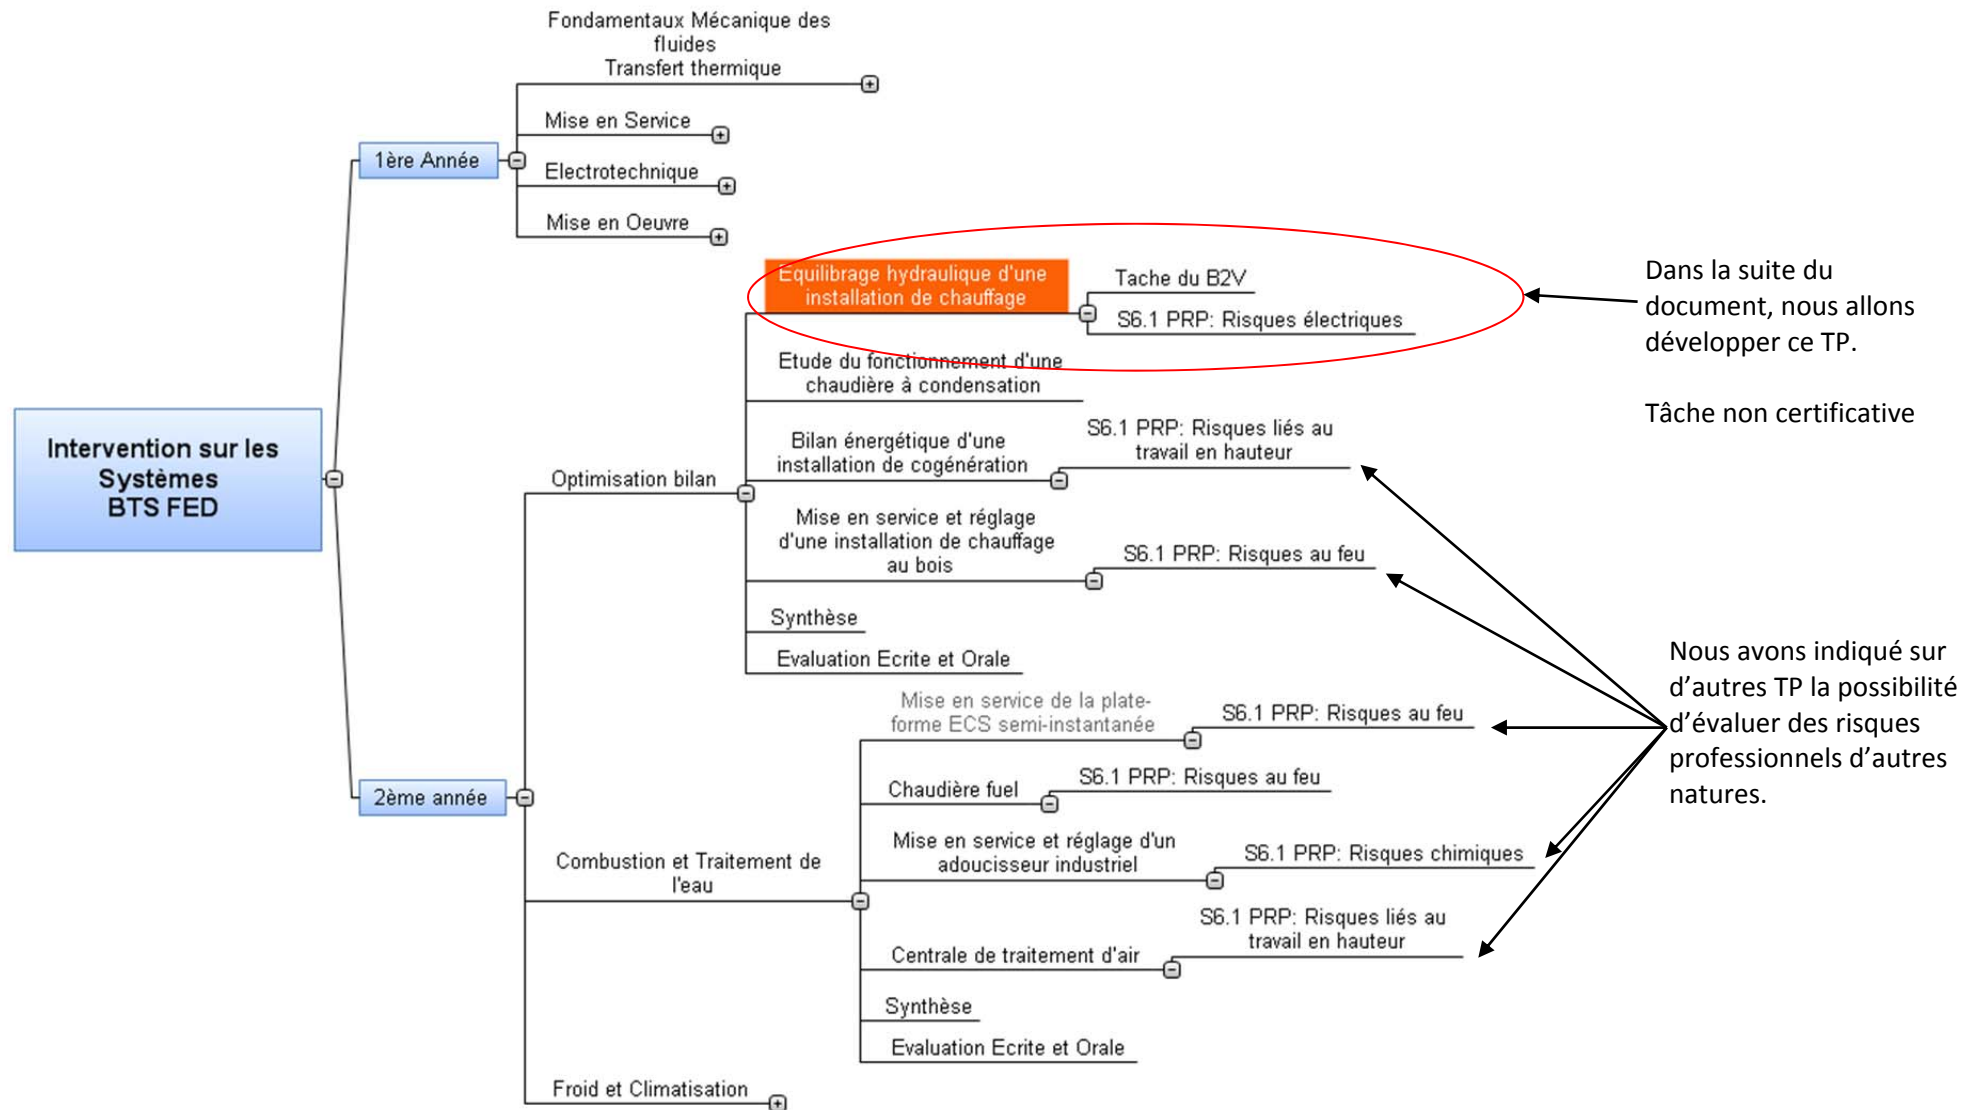 Fondamentaux Mécanique des
fluides
Transfert thermique
Mise en Service
1ère Année
Electrotechnique
Mise en Oeuvre
Equilibrage hydraulique d'une
installation de chauffage
Tache du B2V
S6.1 PRP: Risques électriques
Dans la suite du
document, nous allons
développer ce TP.
Tâche non certificative
Etude du fonctionnement d'une
chaudière à condensation
Intervention sur les
Systèmes
BTS FED
Optimisation bilan
Bilan énergétique d'une
installation de cogénération
S6.1 PRP: Risques liés au
travail en hauteur
Mise en service et réglage
d'une installation de chauffage
au bois
S6.1 PRP: Risques au feu
Synthèse
Evaluation Ecrite et Orale
Nous avons indiqué sur
d'autres TP la possibilité
d'évaluer des risques
professionnels d'autres
natures.
Mise en service de la plate-
forme ECS semi-instantanée
S6.1 PRP: Risques au feu
2ème année
Chaudière fuel
S6.1 PRP: Risques au feu
Combustion et Traitement de
l'eau
Mise en service et réglage d'un
adoucisseur industriel
S6.1 PRP: Risques chimiques
Centrale de traitement d'air
S6.1 PRP: Risques liés au
travail en hauteur
Synthèse
Evaluation Ecrite et Orale
Froid et Climatisation